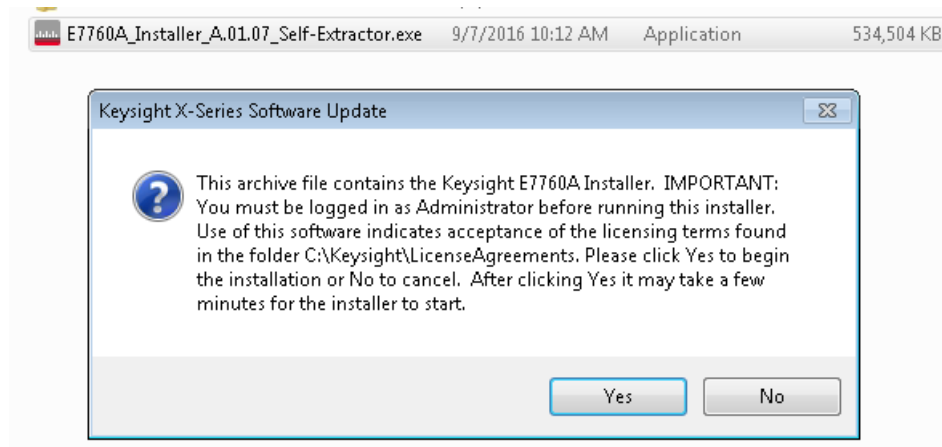 E7760A_Installer_A.01.07_Self-Extractor.exe 9/7/2016 10:12 AM Application 534,504 KB
Keysight X-Series Software Update
This archive file contains the Keysight E7760A Installer.  IMPORTANT:
You must be logged in as Administrator before running this installer.
Use of this software indicates acceptance of the licensing terms found
in the folder C:\Keysight\LicenseAgreements. Please click Yes to begin
the installation or No to cancel.  After clicking Yes it may take a few
minutes for the installer to start.
Yes No